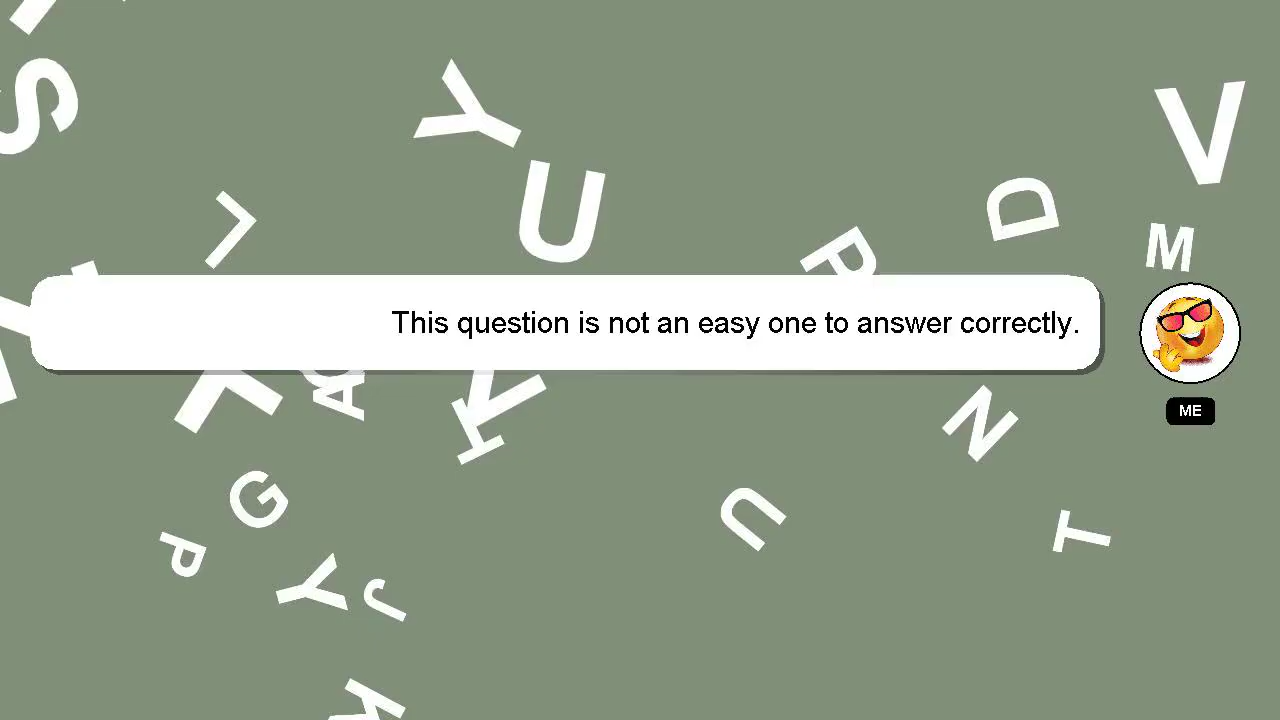 S
Y
V
U
L
D
M
P
This question is not an easy one to answer correctly.
ME
A
K
N
G
U
T
P
Y
J
K